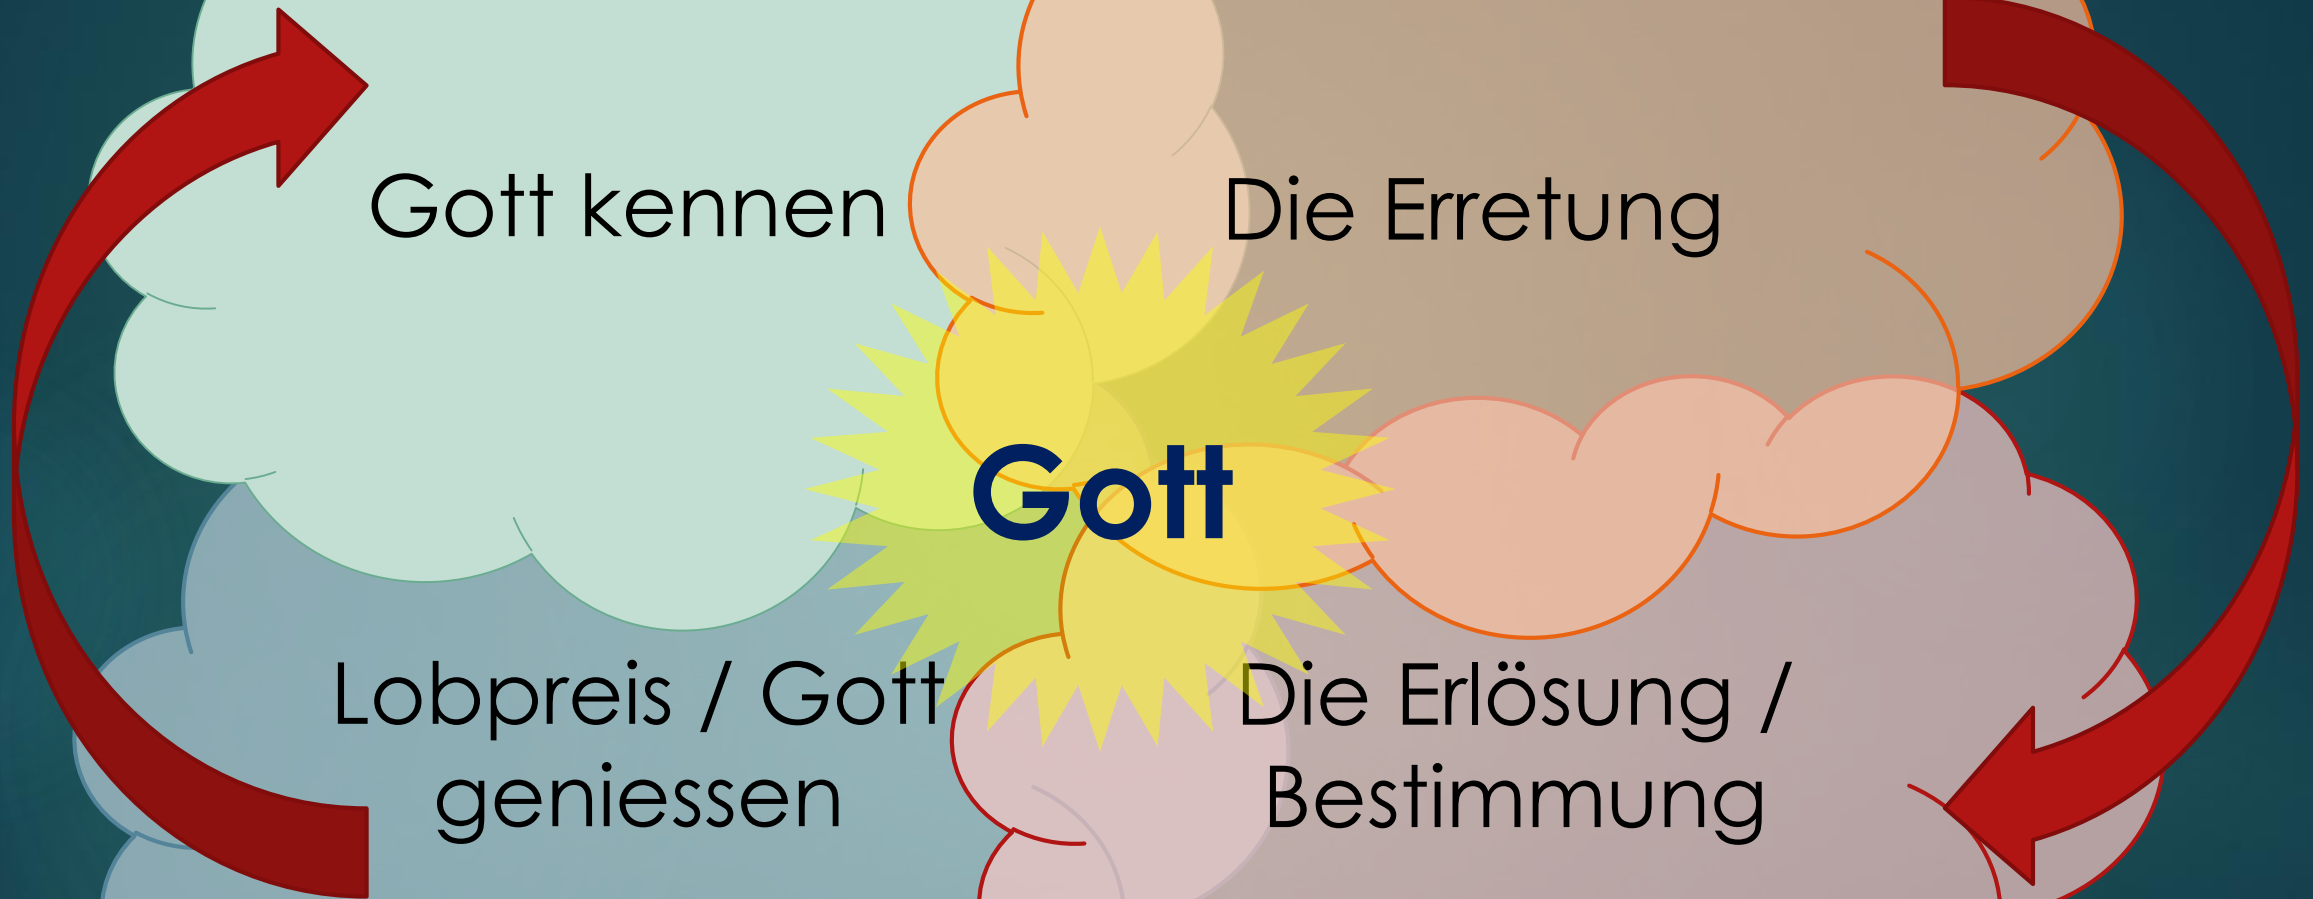 Gott kennen
Die Erretung
Gott
Lobpreis / Gott
geniessen
Die Erlösung /
Bestimmung